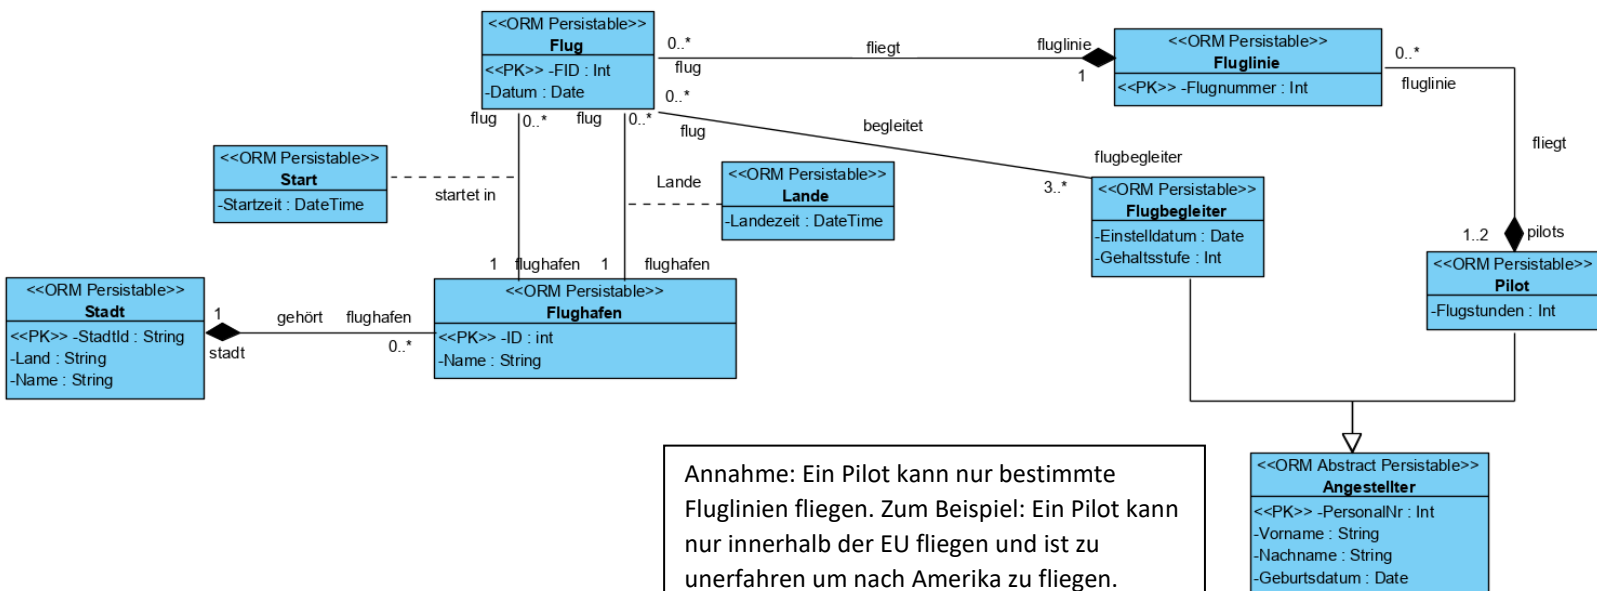 <<ORM Persistable>>
Flug
<<PK>> -FID : Int
-Datum : Date
0..*
flug
fliegt
fluglinie
1
<<ORM Persistable>>
Fluglinie
<<PK>> -Flugnummer : Int
0..*
fluglinie
0..*
flug
begleitet
flugbegleiter
3..*
fliegt
flug
0..*
flug
0..*
<<ORM Persistable>>
Start
-Startzeit : DateTime
startet in
Lande
<<ORM Persistable>>
Lande
-Landezeit : DateTime
<<ORM Persistable>>
Flugbegleiter
-Einstelldatum : Date
-Gehaltsstufe : Int
1..2
pilots
<<ORM Persistable>>
Pilot
-Flugstunden : Int
1
flughafen
1
flughafen
<<ORM Persistable>>
Stadt
<<PK>> -StadtId : String
-Land : String
-Name : String
1
stadt
gehört
flughafen
0..*
<<ORM Persistable>>
Flughafen
<<PK>> -ID : int
-Name : String
Annahme: Ein Pilot kann nur bestimmte
Fluglinien fliegen. Zum Beispiel: Ein Pilot kann
nur innerhalb der EU fliegen und ist zu
unerfahren um nach Amerika zu fliegen.
<<ORM Abstract Persistable>>
Angestellter
<<PK>> -PersonalNr : Int
-Vorname : String
-Nachname : String
-Geburtsdatum : Date